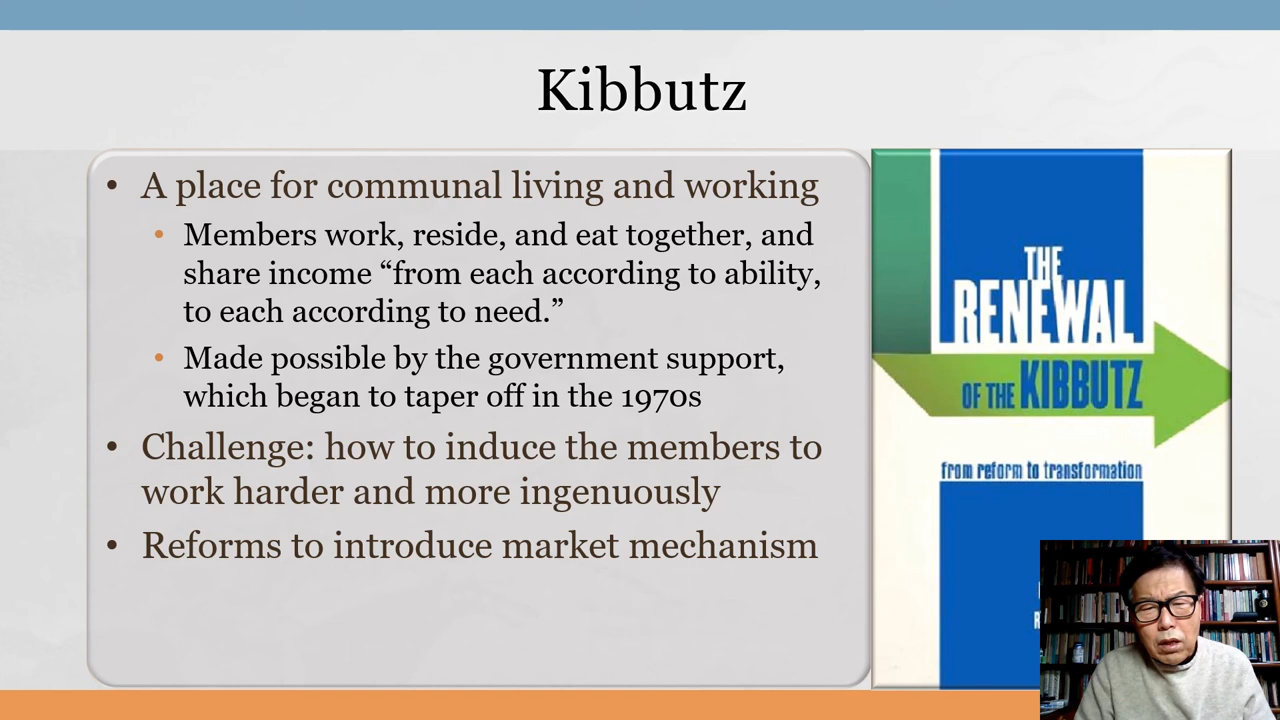 Kibbutz
• A place for communal living and working
• Members work, reside, and eat together, and
share income “from each according to ability,
to each according to need.”
• Made possible by the government support,
which began to taper off in the 1970s
• Challenge: how to induce the members to
work harder and more ingenuously
• Reforms to introduce market mechanism
THE
RENEWAL
OF THE KIBBUTZ
from reform to transformation